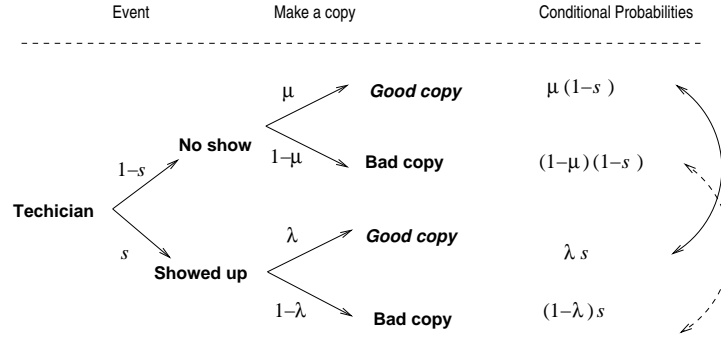 Event Make a copy Conditional Probabilities
μ Good copy μ (1–s )
No show
1–s 1–μ Bad copy (1–μ) (1–s )
Techician
s λ Good copy λ s
Showed up
1–λ Bad copy (1–λ) s